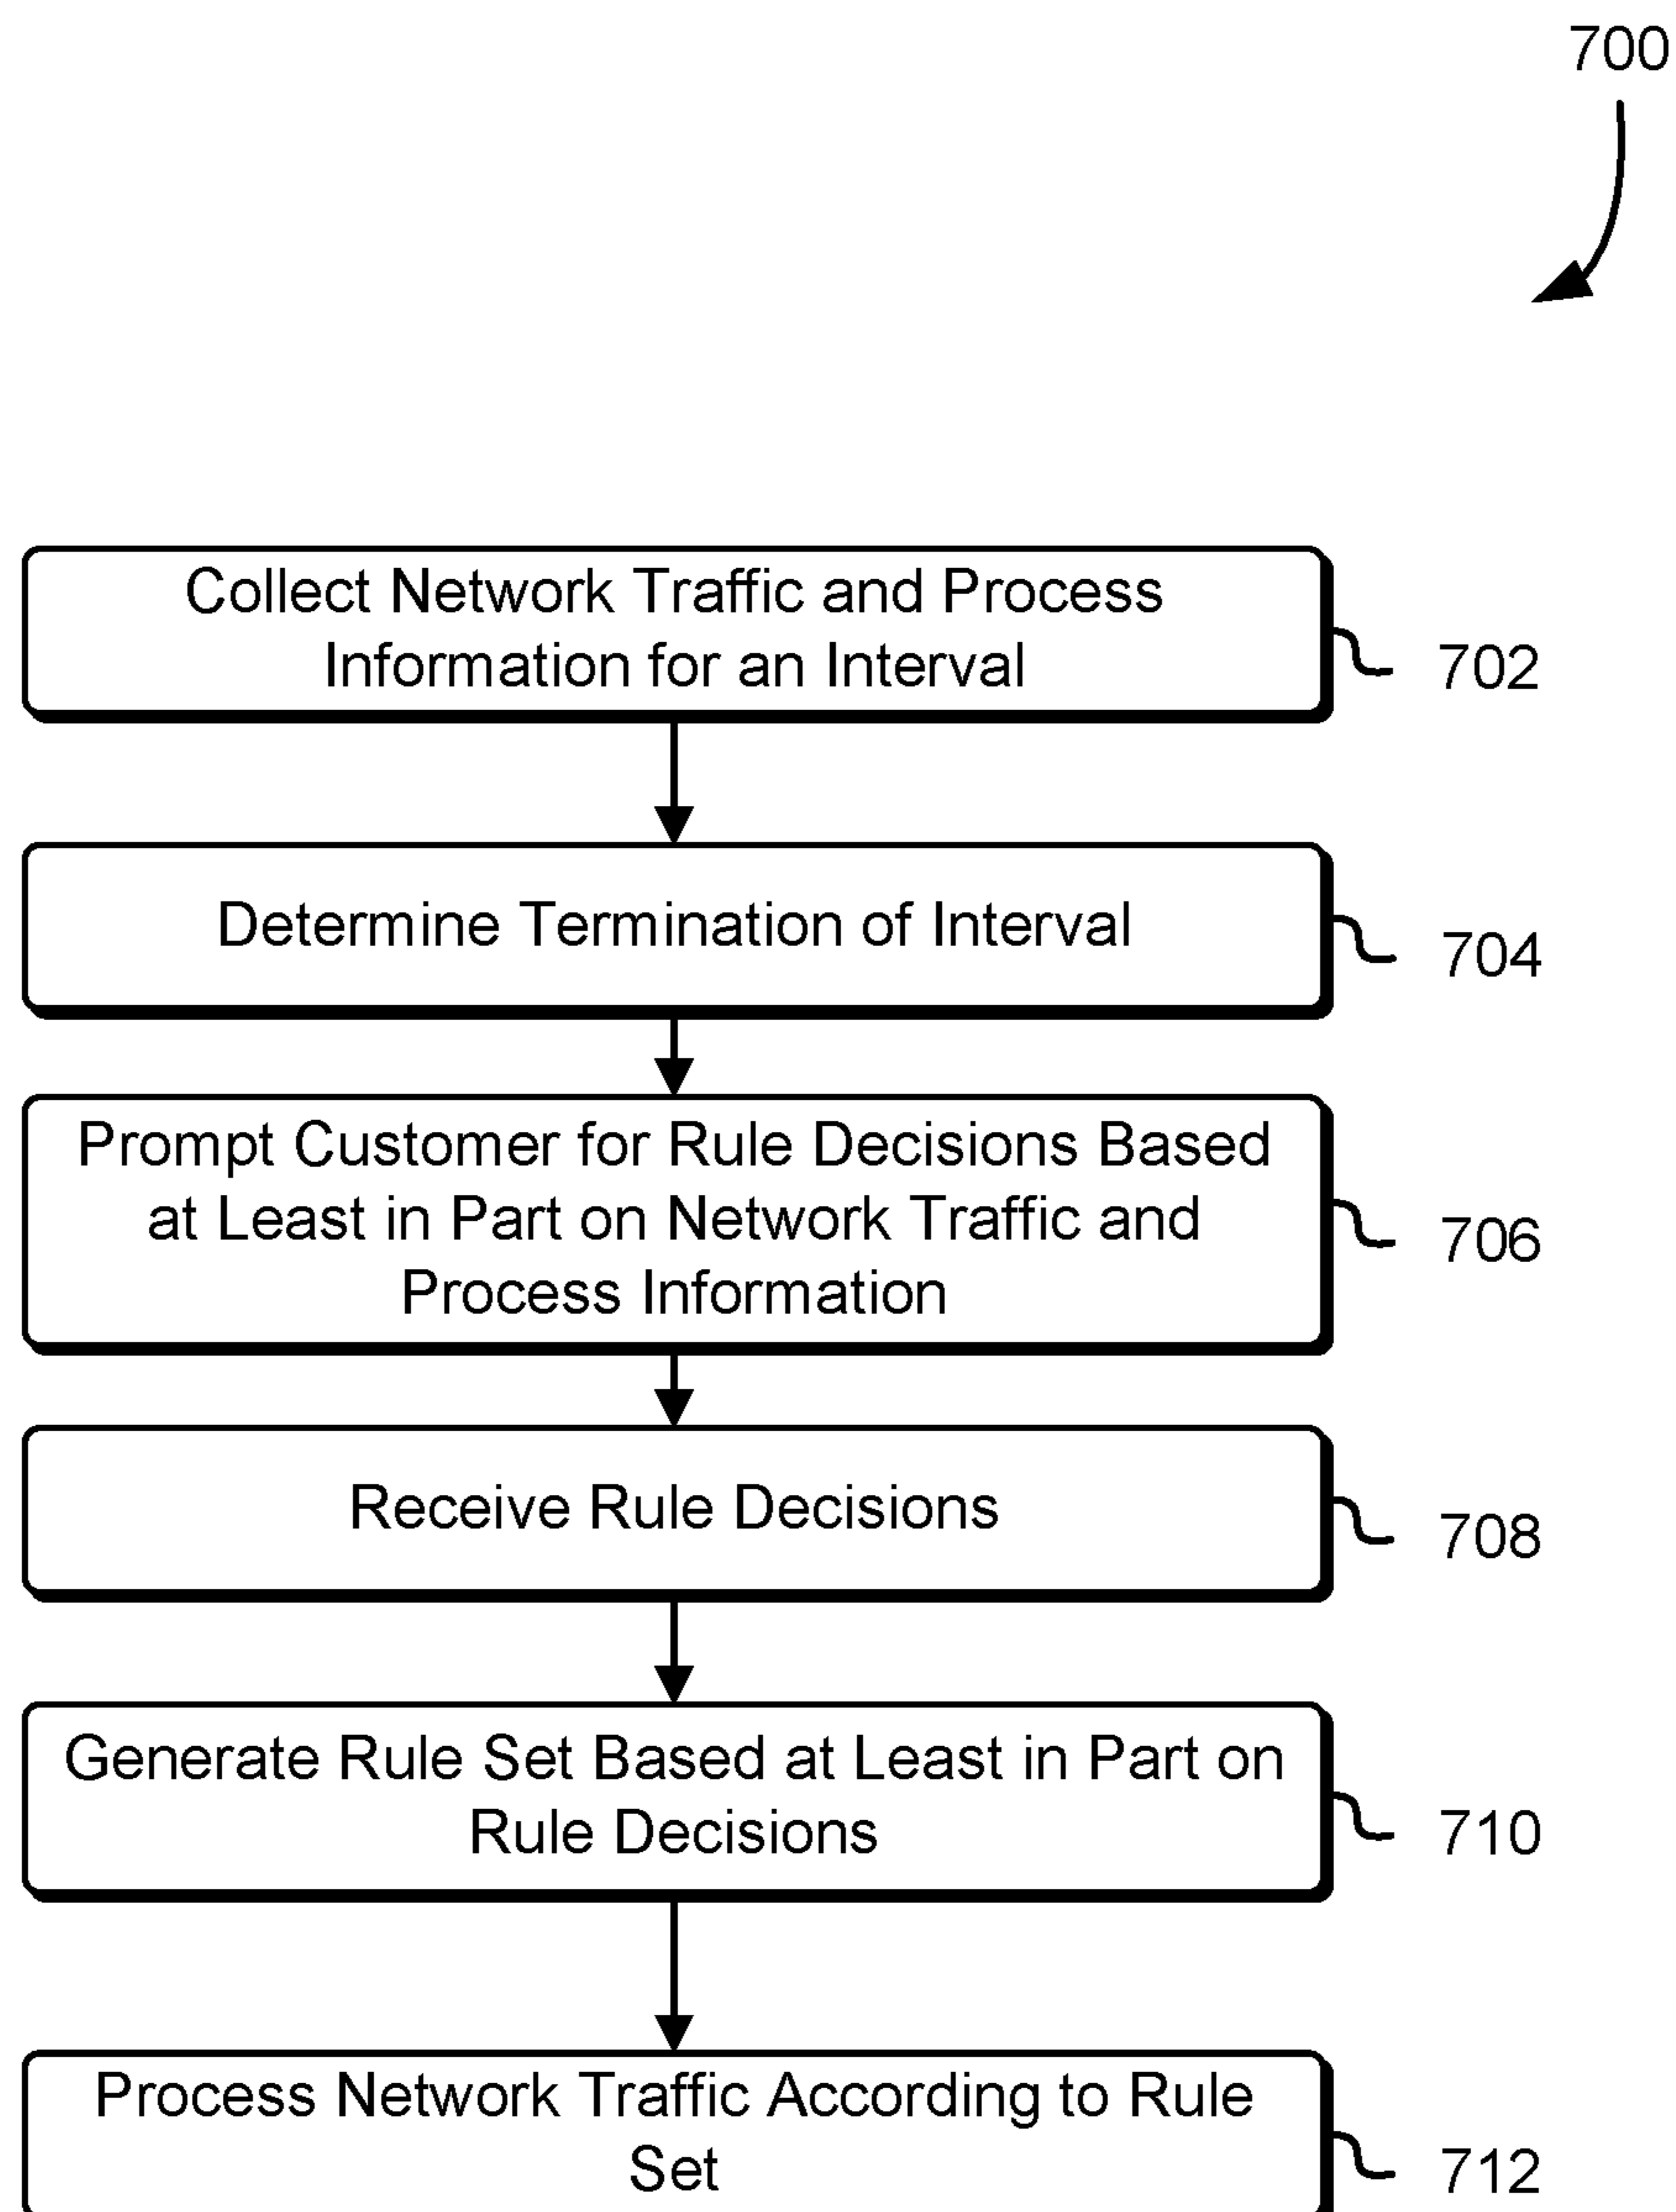 700
Collect Network Traffic and Process
Information for an Interval
702
Determine Termination of Interval
704
Prompt Customer for Rule Decisions Based
at Least in Part on Network Traffic and
Process Information
706
Receive Rule Decisions
708
Generate Rule Set Based at Least in Part on
Rule Decisions
710
Process Network Traffic According to Rule
Set
712